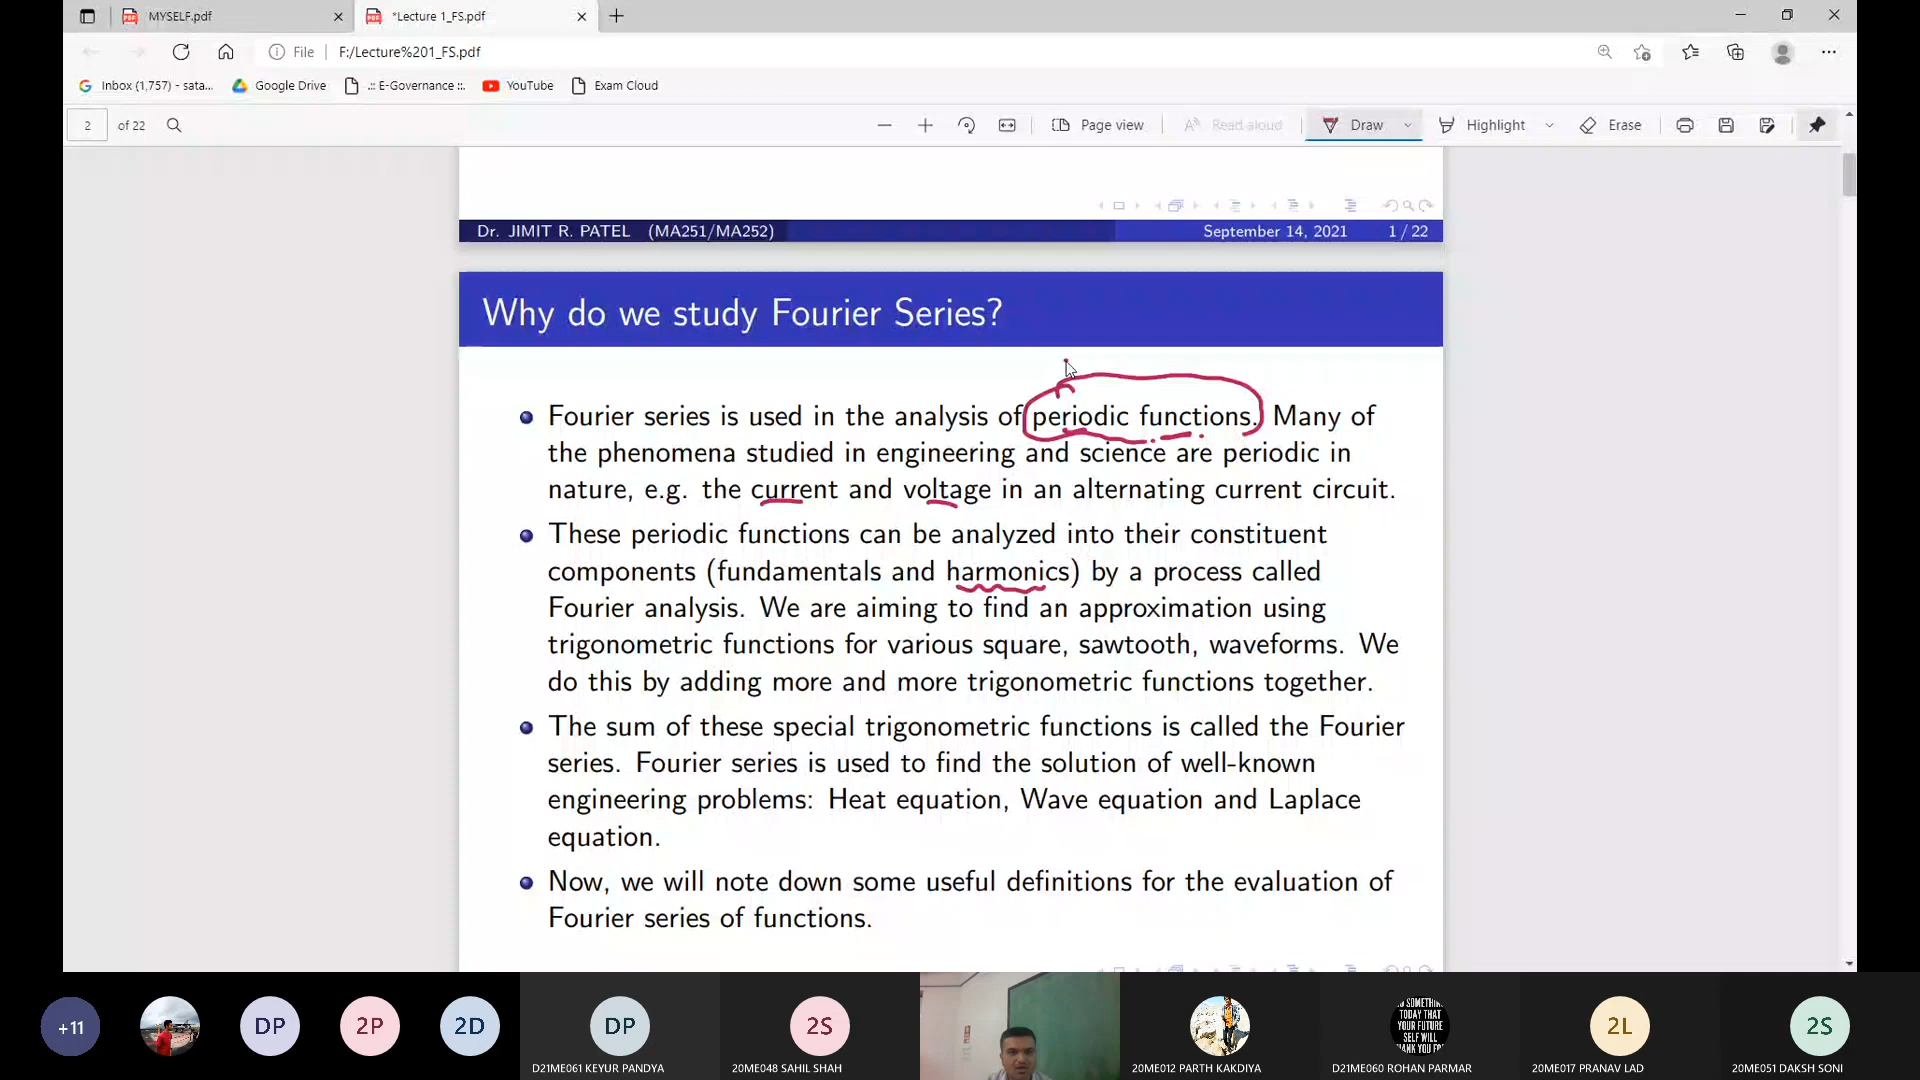 MYSELF.pdf
*Lecture 1_FS.pdf
File
F:/Lecture%201_FS.pdf
Inbox (1,757) - sata...
Google Drive
.:: E-Governance ::.
YouTube
Exam Cloud
2
of 22
Page view
Read aloud
Draw
Highlight
Erase
Dr. JIMIT R. PATEL (MA251/MA252)
September 14, 2021
1 / 22
Why do we study Fourier Series?
Fourier series is used in the analysis of periodic functions. Many of
the phenomena studied in engineering and science are periodic in
nature, e.g. the current and voltage in an alternating current circuit.
These periodic functions can be analyzed into their constituent
components (fundamentals and harmonics) by a process called
Fourier analysis. We are aiming to find an approximation using
trigonometric functions for various square, sawtooth, waveforms. We
do this by adding more and more trigonometric functions together.
The sum of these special trigonometric functions is called the Fourier
series. Fourier series is used to find the solution of well-known
engineering problems: Heat equation, Wave equation and Laplace
equation.
Now, we will note down some useful definitions for the evaluation of
Fourier series of functions.
+11
DP
2P
2D
DP
D21ME061 KEYUR PANDYA
2S
20ME048 SAHIL SHAH
20ME012 PARTH KAKDIYA
SOMETHING
TODAY THAT
YOUR FUTURE
SELF WILL
THANK YOU FOR
D21ME060 ROHAN PARMAR
2L
20ME017 PRANAV LAD
2S
20ME051 DAKSH SONI